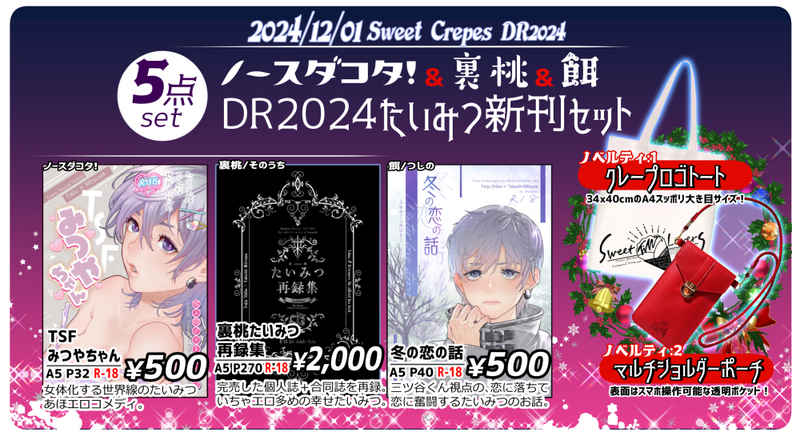 2024/12/01 Sweet Crepes DR2024
5点
set
ノースダコタ!&裏桃&餌
DR2024たいみつ新刊セット
ノースダコタ!
TSF
みつやちゃん
TSF
みつやちゃん
A5 P32 R-18
¥500
女体化する世界線のたいみつ
あほエロコメディ。
裏桃/そのうち
たいみつ
再録集
裏桃たいみつ
再録集
A5 P270 R-18
¥2,000
完売した個人誌+合同誌を再録。
いちゃエロ多めの幸せたいみつ。
餌/つしの
冬の恋の話
R/18
冬の恋の話
A5 P40 R-18
¥500
三ツ谷くん視点の、恋に落ちて
恋に奮闘するたいみつのお話。
ノベルティ:1
クレープロゴトート
34x40cmのA4スッポリ大き目サイズ!
Sweet Lovers
ノベルティ:2
マルチショルダーポーチ
表面はスマホ操作可能な透明ポケット!